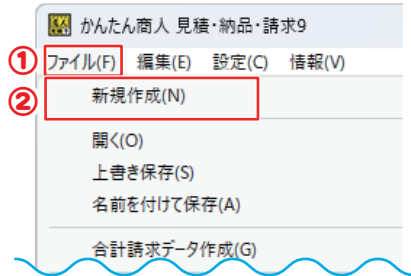 かんたん商人 見積・納品・請求9
① ファイル(F) 編集(E) 設定(C) 情報(V)
② 新規作成(N)
開く(O)
上書き保存(S)
名前を付けて保存(A)
合計請求データ作成(G)